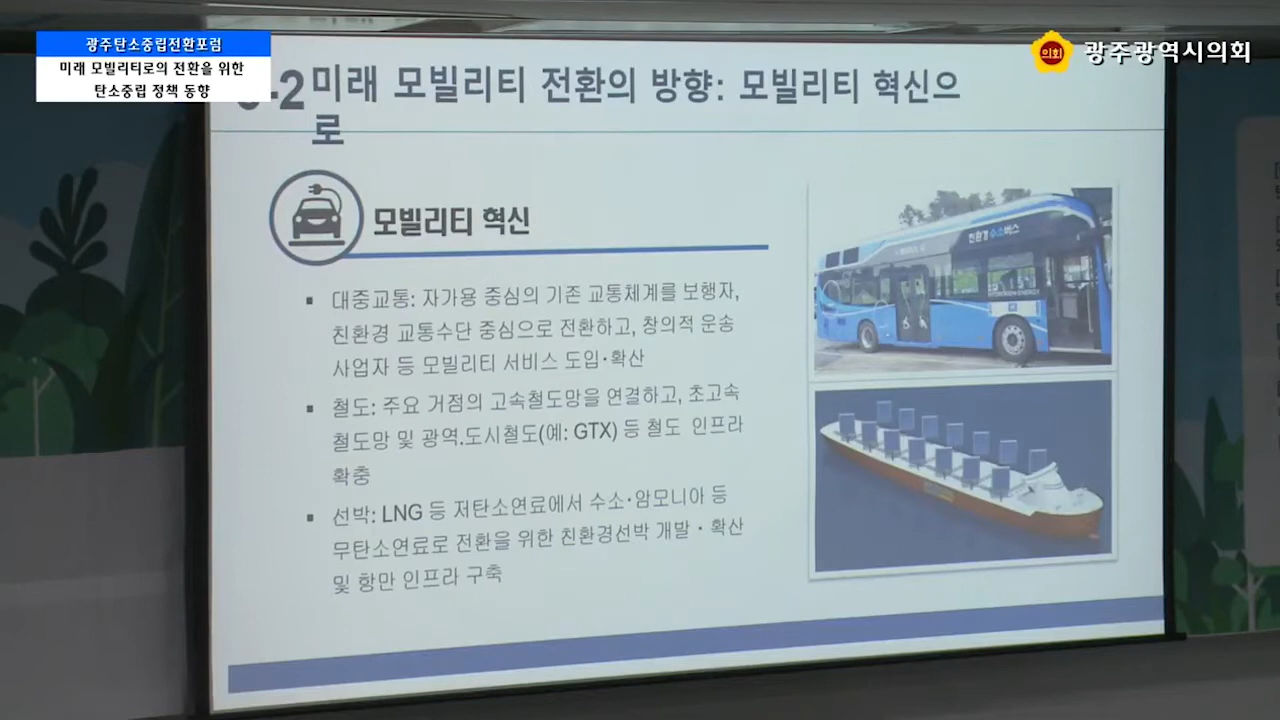 광주탄소중립전환포럼
미래 모빌리티로의 전환을 위한
탄소중립 정책 동향
의회
광주광역시의회
-2 미래 모빌리티 전환의 방향: 모빌리티 혁신으
로
모빌리티 혁신
▪ 대중교통: 자가용 중심의 기존 교통체계를 보행자,
친환경 교통수단 중심으로 전환하고, 창의적 운송
사업자 등 모빌리티 서비스 도입·확산
▪ 철도: 주요 거점의 고속철도망을 연결하고, 초고속
철도망 및 광역.도시철도(예: GTX) 등 철도 인프라
확충
▪ 선박: LNG 등 저탄소연료에서 수소·암모니아 등
무탄소연료로 전환을 위한 친환경선박 개발·확산
및 항만 인프라 구축
친환경 수소버스